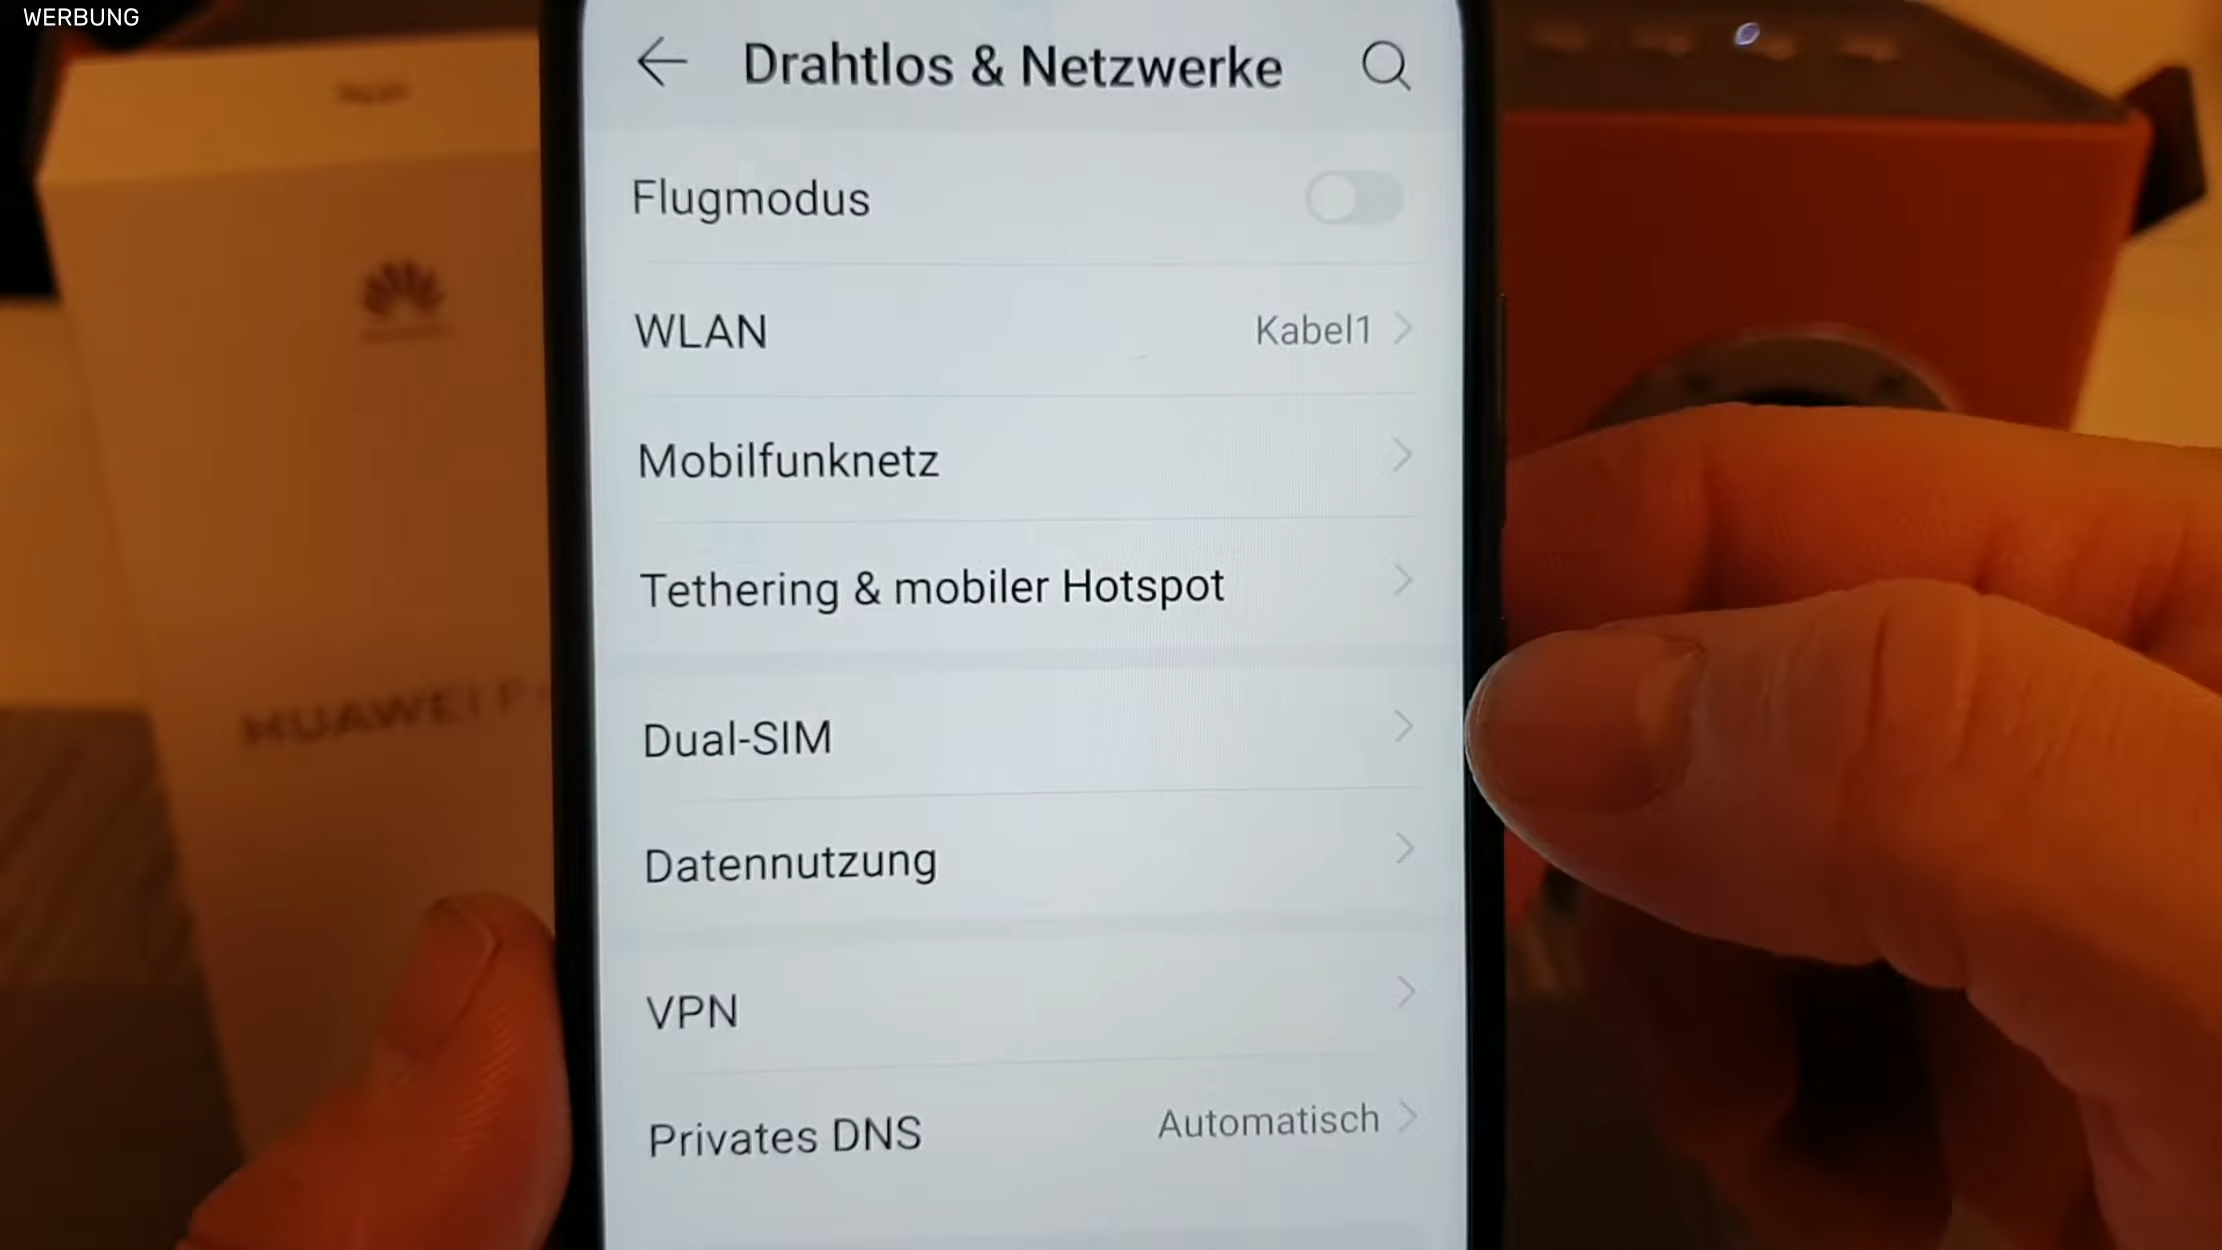 WERBUNG
Drahtlos & Netzwerke
Flugmodus
WLAN Kabel1
Mobilfunknetz
Tethering & mobiler Hotspot
Dual-SIM
Datennutzung
VPN
Privates DNS Automatisch
HUAWEI P